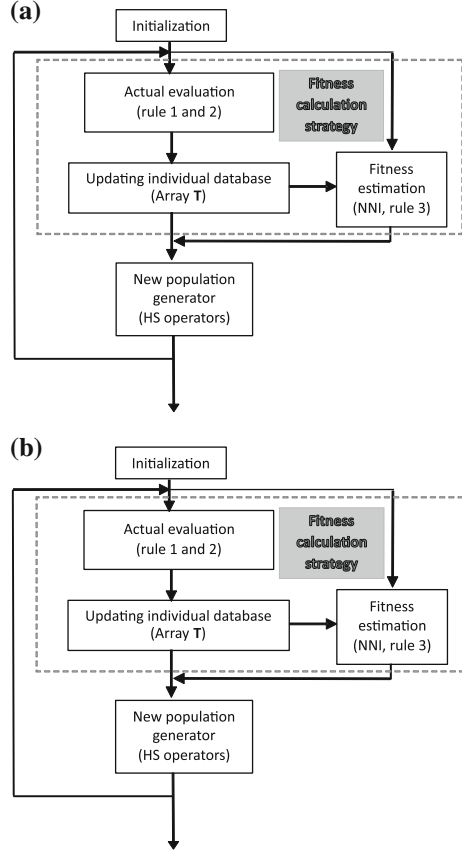 (a)
Initialization
Actual evaluation
(rule 1 and 2)
Fitness
calculation
strategy
Updating individual database
(Array T)
Fitness
estimation
(NNI, rule 3)
New population
generator
(HS operators)
(b)
Initialization
Actual evaluation
(rule 1 and 2)
Fitness
calculation
strategy
Updating individual database
(Array T)
Fitness
estimation
(NNI, rule 3)
New population
generator
(HS operators)